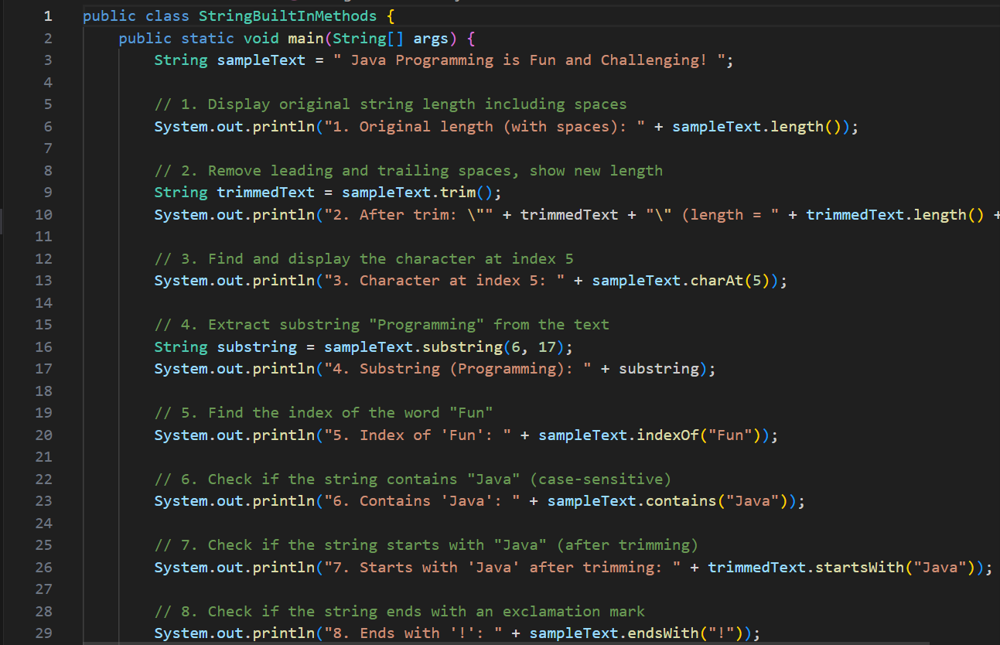 1 public class StringBuiltInMethods {
2 public static void main(String[] args) {
3 String sampleText = " Java Programming is Fun and Challenging! ";
4
5 // 1. Display original string length including spaces
6 System.out.println("1. Original length (with spaces): " + sampleText.length());
7
8 // 2. Remove leading and trailing spaces, show new length
9 String trimmedText = sampleText.trim();
10 System.out.println("2. After trim: \"" + trimmedText + "\" (length = " + trimmedText.length() +
11
12 // 3. Find and display the character at index 5
13 System.out.println("3. Character at index 5: " + sampleText.charAt(5));
14
15 // 4. Extract substring "Programming" from the text
16 String substring = sampleText.substring(6, 17);
17 System.out.println("4. Substring (Programming): " + substring);
18
19 // 5. Find the index of the word "Fun"
20 System.out.println("5. Index of 'Fun': " + sampleText.indexOf("Fun"));
21
22 // 6. Check if the string contains "Java" (case-sensitive)
23 System.out.println("6. Contains 'Java': " + sampleText.contains("Java"));
24
25 // 7. Check if the string starts with "Java" (after trimming)
26 System.out.println("7. Starts with 'Java' after trimming: " + trimmedText.startsWith("Java"));
27
28 // 8. Check if the string ends with an exclamation mark
29 System.out.println("8. Ends with '!': " + sampleText.endsWith("!"));